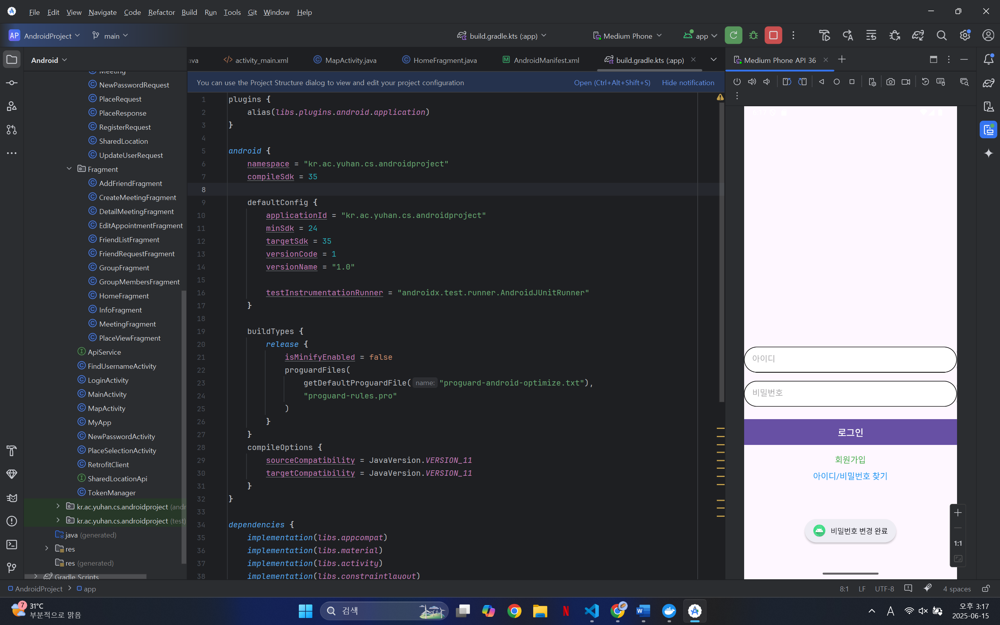 File Edit View Navigate Code Refactor Build Run Tools Git Window Help
AP AndroidProject main build.gradle.kts (:app) Medium Phone app
Android
Meeting
NewPasswordRequest
PlaceRequest
PlaceResponse
RegisterRequest
SharedLocation
UpdateUserRequest
Fragment
AddFriendFragment
CreateMeetingFragment
DetailMeetingFragment
EditAppointmentFragment
FriendListFragment
FriendRequestFragment
GroupFragment
GroupMembersFragment
HomeFragment
InfoFragment
MeetingFragment
PlaceViewFragment
ApiService
FindUsernameActivity
LoginActivity
MainActivity
MapActivity
MyApp
NewPasswordActivity
PlaceSelectionActivity
RetrofitClient
SharedLocationApi
TokenManager
kr.ac.yuhan.cs.androidproject (andr
kr.ac.yuhan.cs.androidproject (test)
java (generated)
res
res (generated)
Gradle Scripts
ava activity_main.xml MapActivity.java HomeFragment.java AndroidManifest.xml build.gradle.kts (:app)
You can use the Project Structure dialog to view and edit your project configuration Open (Ctrl+Alt+Shift+S) Hide notification
1 plugins {
2 alias(libs.plugins.android.application)
3 }
4
5 android {
6 namespace = "kr.ac.yuhan.cs.androidproject"
7 compileSdk = 35
8
9 defaultConfig {
10 applicationId = "kr.ac.yuhan.cs.androidproject"
11 minSdk = 24
12 targetSdk = 35
13 versionCode = 1
14 versionName = "1.0"
15
16 testInstrumentationRunner = "androidx.test.runner.AndroidJUnitRunner"
17 }
18
19 buildTypes {
20 release {
21 isMinifyEnabled = false
22 proguardFiles(
23 getDefaultProguardFile( name: "proguard-android-optimize.txt"),
24 "proguard-rules.pro"
25 )
26 }
27 }
28 compileOptions {
29 sourceCompatibility = JavaVersion.VERSION_11
30 targetCompatibility = JavaVersion.VERSION_11
31 }
32 }
33
34 dependencies {
35 implementation(libs.appcompat)
36 implementation(libs.material)
37 implementation(libs.activity)
38 implementation(libs.constraintlayout)
Medium Phone API 36
아이디
비밀번호
로그인
회원가입
아이디/비밀번호 찾기
비밀번호 변경 완료
1:1
AndroidProject > app
8:1 LF UTF-8 4 spaces
7
31°C
부분적으로 맑음
검색
A
오후 3:17
2025-06-15